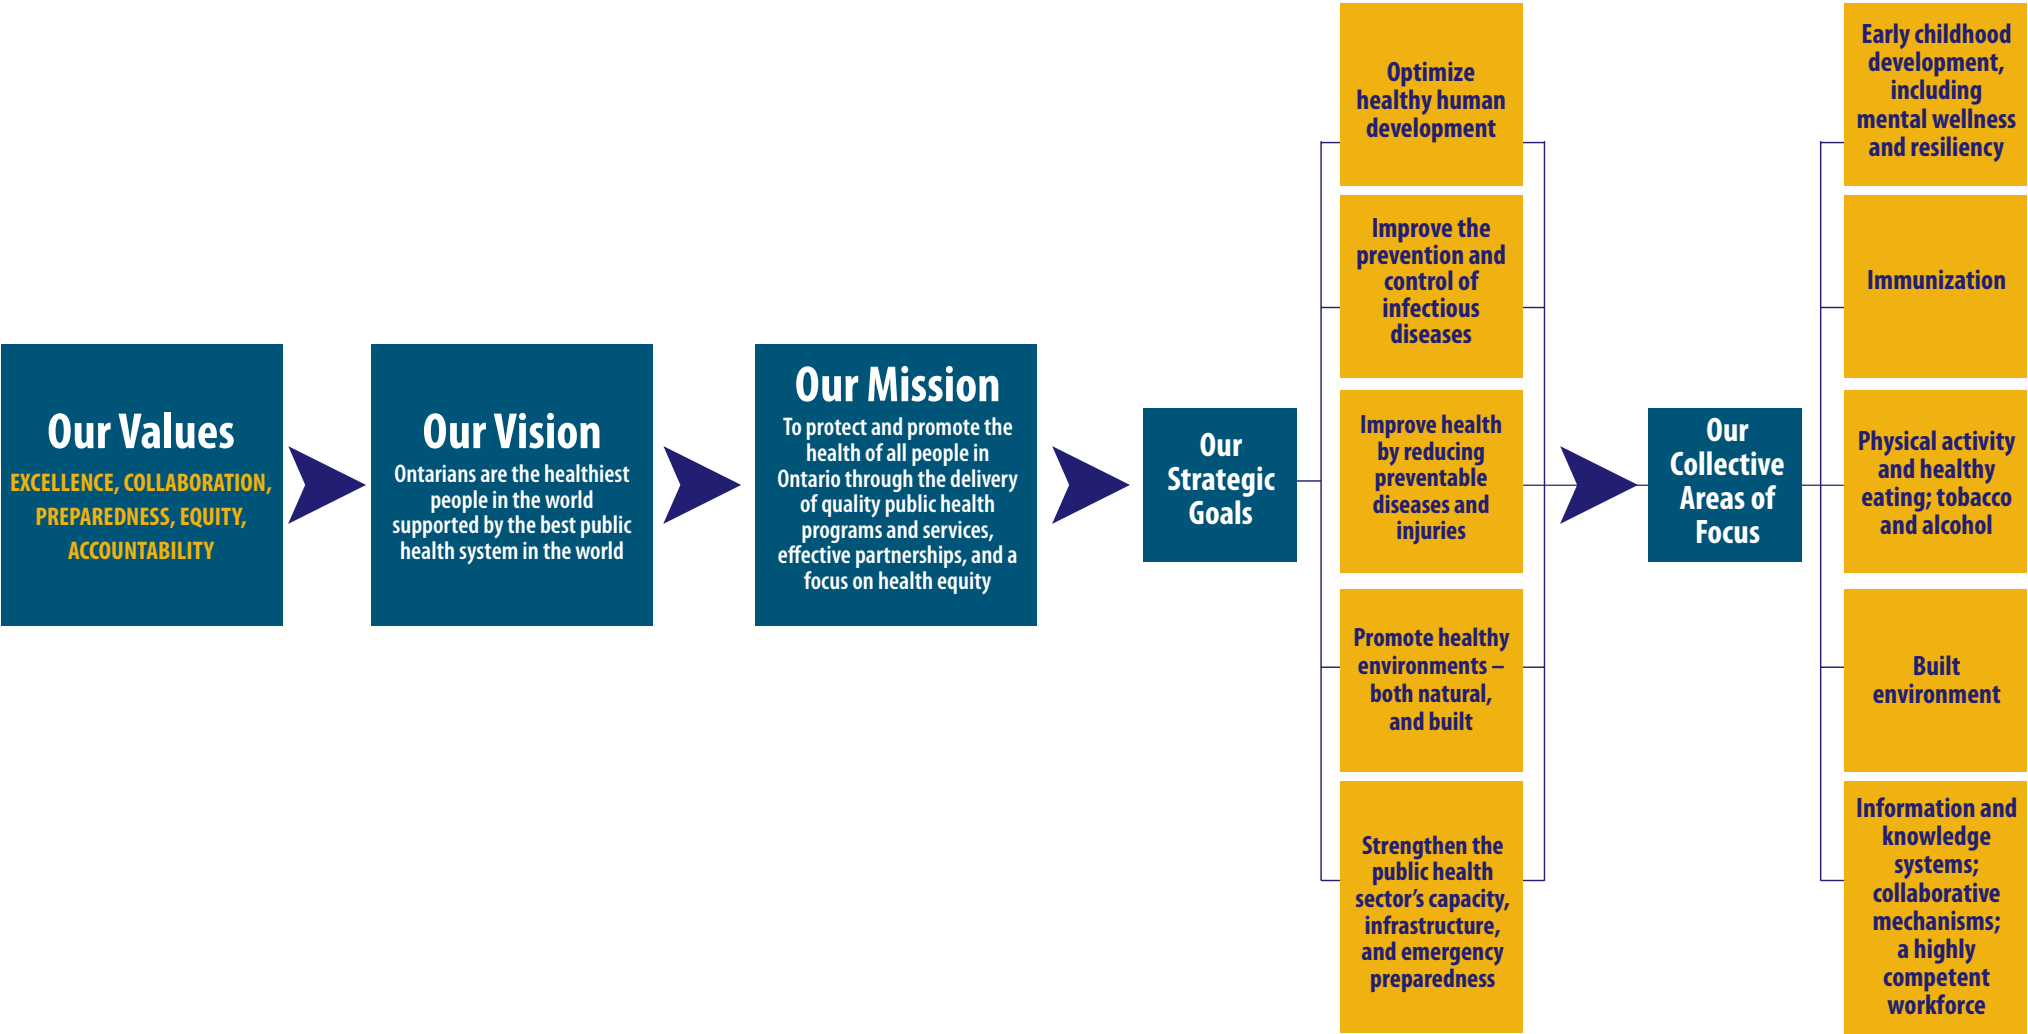 Our Values
EXCELLENCE, COLLABORATION,
PREPAREDNESS, EQUITY,
ACCOUNTABILITY
Our Vision
Ontarians are the healthiest
people in the world
supported by the best public
health system in the world
Our Mission
To protect and promote the
health of all people in
Ontario through the delivery
of quality public health
programs and services,
effective partnerships, and a
focus on health equity
Our
Strategic
Goals
Optimize
healthy human
development
Improve the
prevention and
control of
infectious
diseases
Improve health
by reducing
preventable
diseases and
injuries
Promote healthy
environments –
both natural,
and built
Strengthen the
public health
sector’s capacity,
infrastructure,
and emergency
preparedness
Our
Collective
Areas of
Focus
Early childhood
development,
including
mental wellness
and resiliency
Immunization
Physical activity
and healthy
eating; tobacco
and alcohol
Built
environment
Information and
knowledge
systems;
collaborative
mechanisms;
a highly
competent
workforce